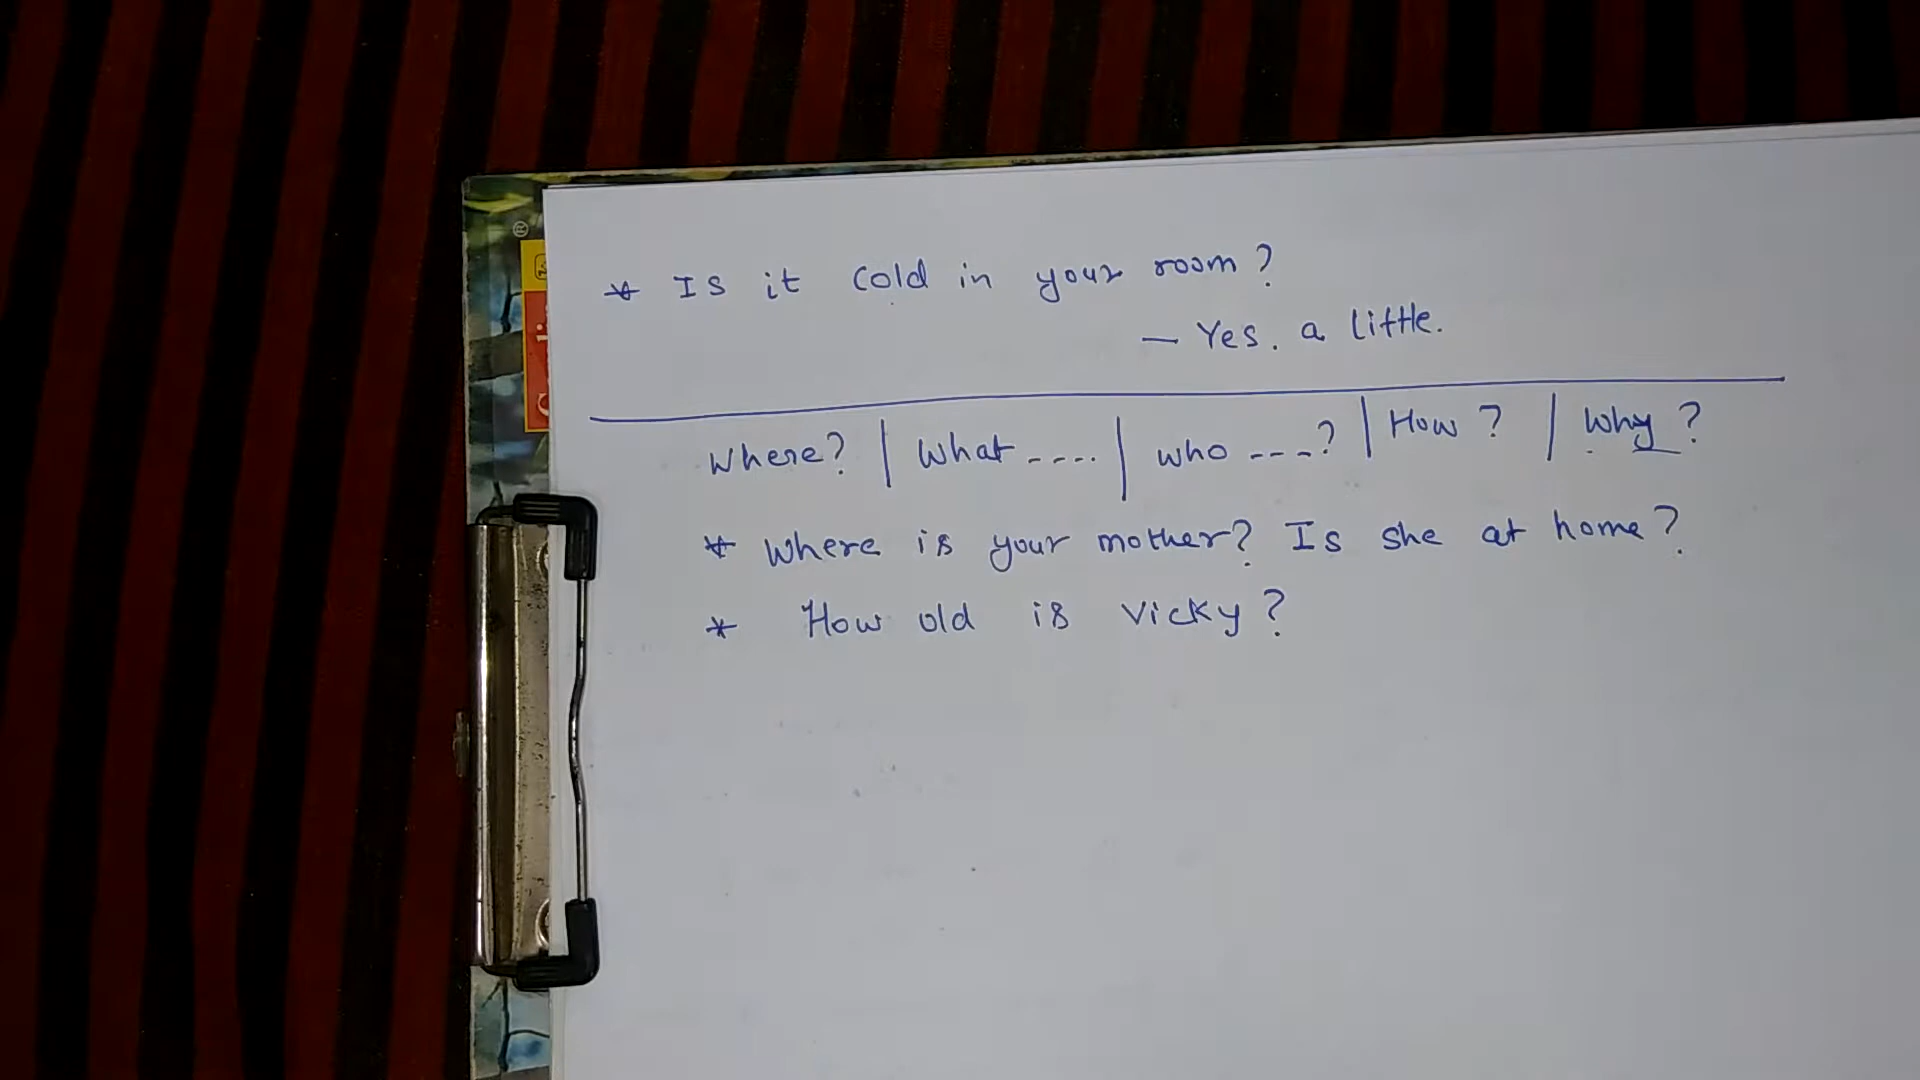 * Is it cold in your room?
— Yes. a little.
Where? | What .... | who ---? | How ? | Why ?
* Where is your mother? Is she at home?
* How old is Vicky?